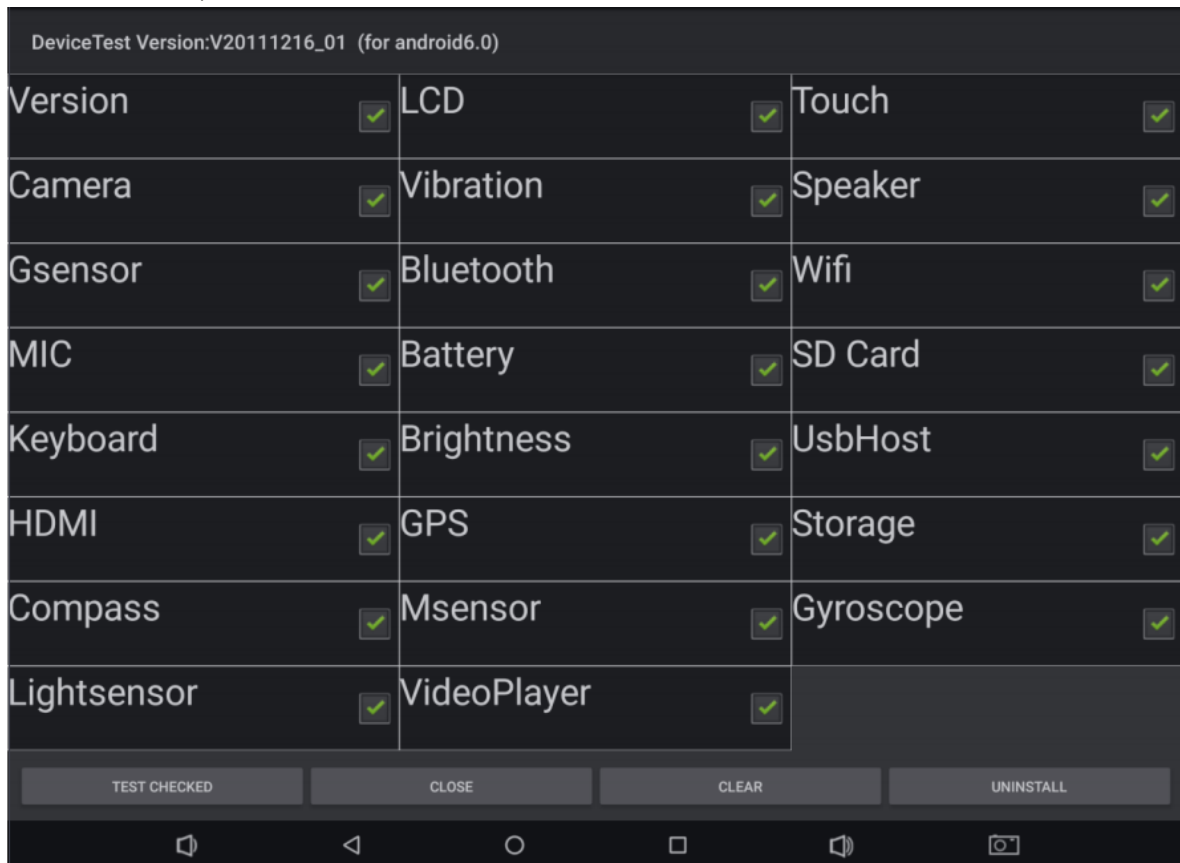 DeviceTest Version:V20111216_01 (for android6.0)
Version LCD Touch
Camera Vibration Speaker
Gsensor Bluetooth Wifi
MIC Battery SD Card
Keyboard Brightness UsbHost
HDMI GPS Storage
Compass Msensor Gyroscope
Lightsensor VideoPlayer
TEST CHECKED CLOSE CLEAR UNINSTALL